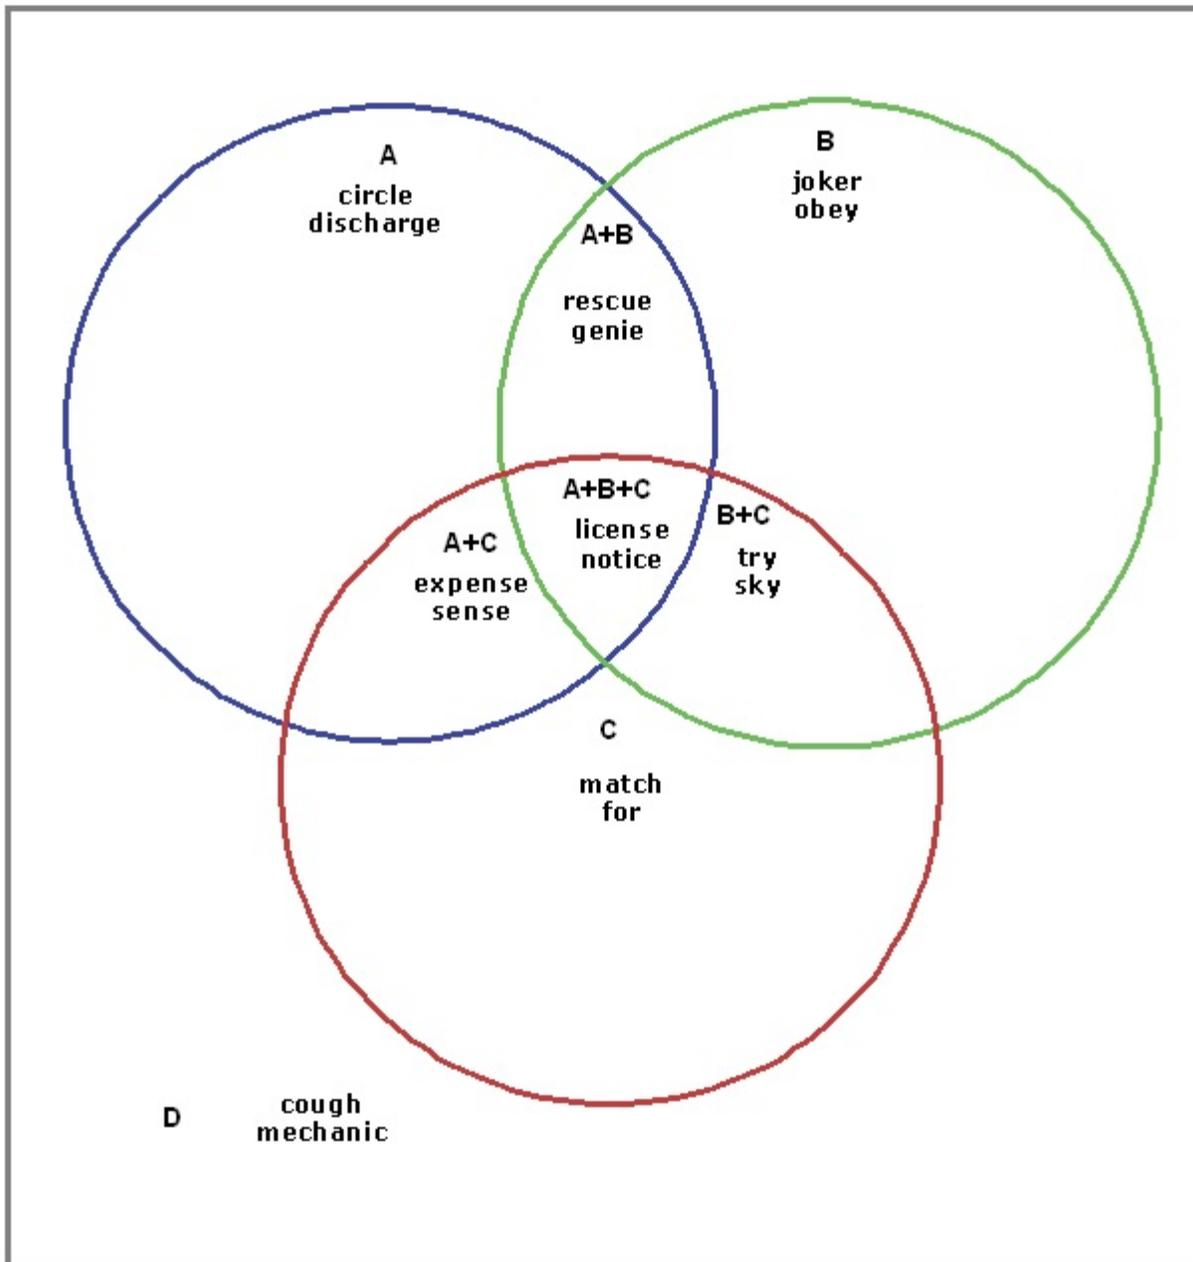 A
circle
discharge
B
joker
obey
A+B
rescue
genie
A+B+C
license
notice
B+C
try
sky
A+C
expense
sense
C
match
for
D
cough
mechanic